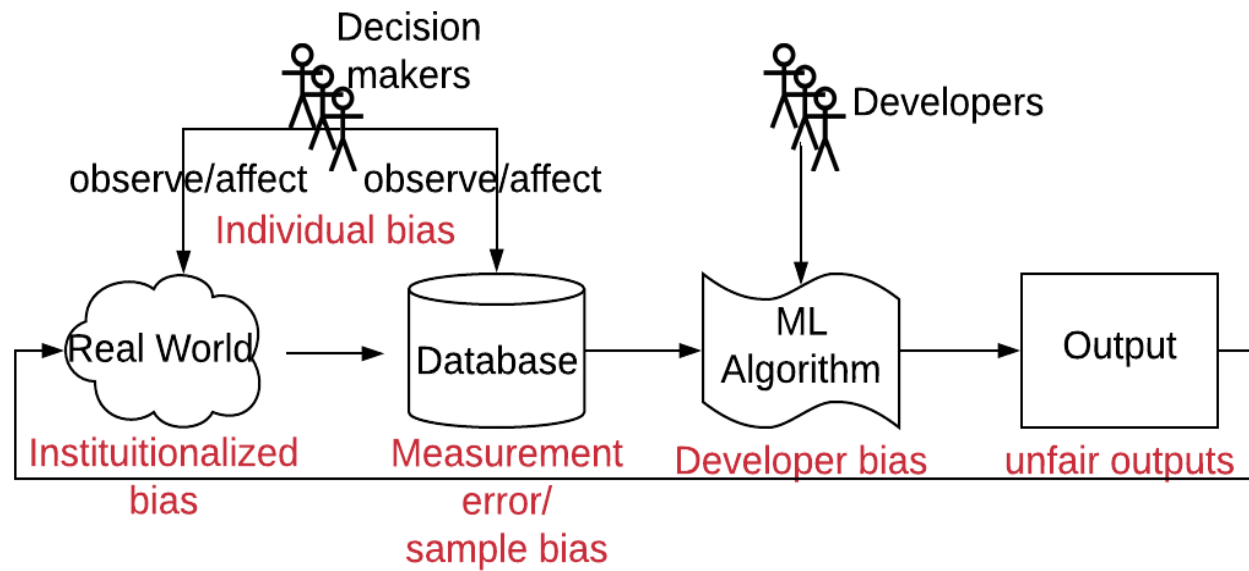 Decision
makers
Developers
observe/affect
observe/affect
Individual bias
Real World
Database
ML
Algorithm
Output
Instituitionalized
bias
Measurement
error/
sample bias
Developer bias
unfair outputs